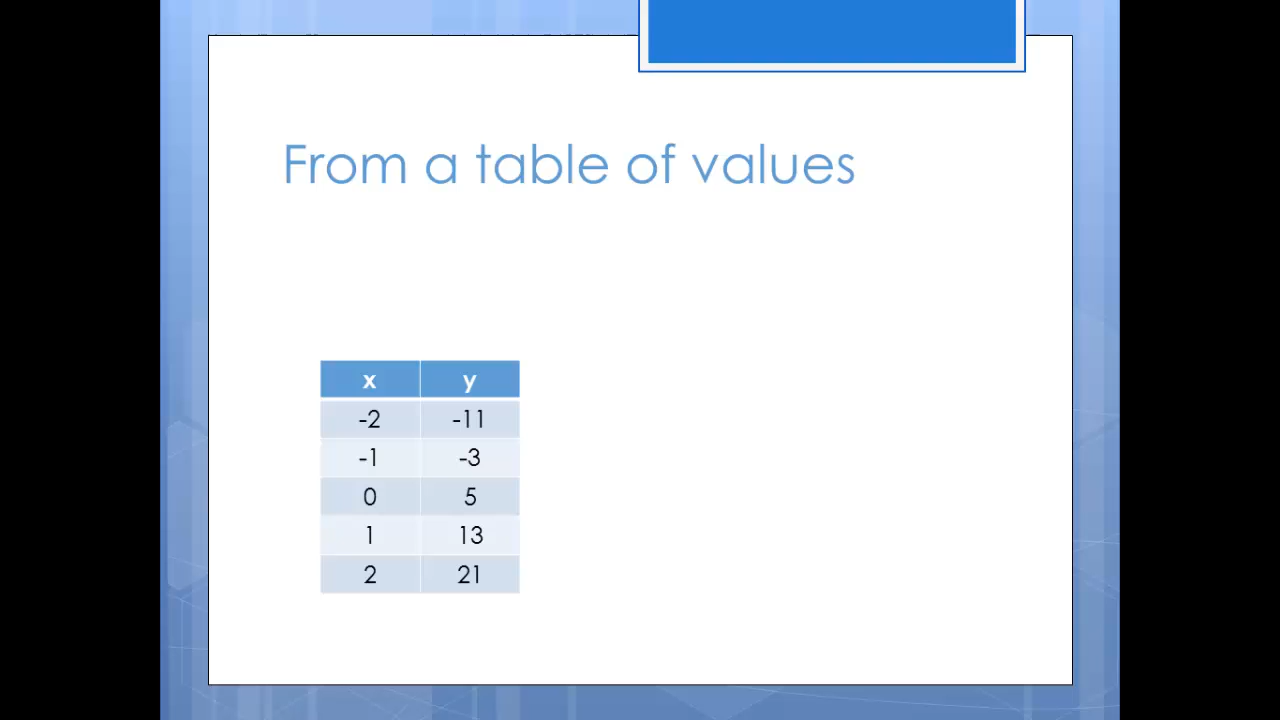 From a table of values
x y
-2 -11
-1 -3
0 5
1 13
2 21